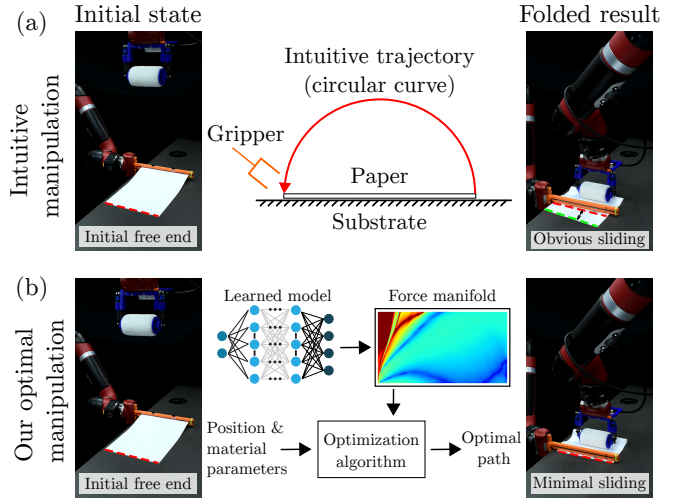 Initial state
Folded result
(a)
Intuitive
manipulation
Intuitive trajectory
(circular curve)
Gripper
Paper
Substrate
Initial free end
Obvious sliding
(b)
Our optimal
manipulation
Learned model
Force manifold
Position &
material
parameters
Optimization
algorithm
Optimal
path
Initial free end
Minimal sliding